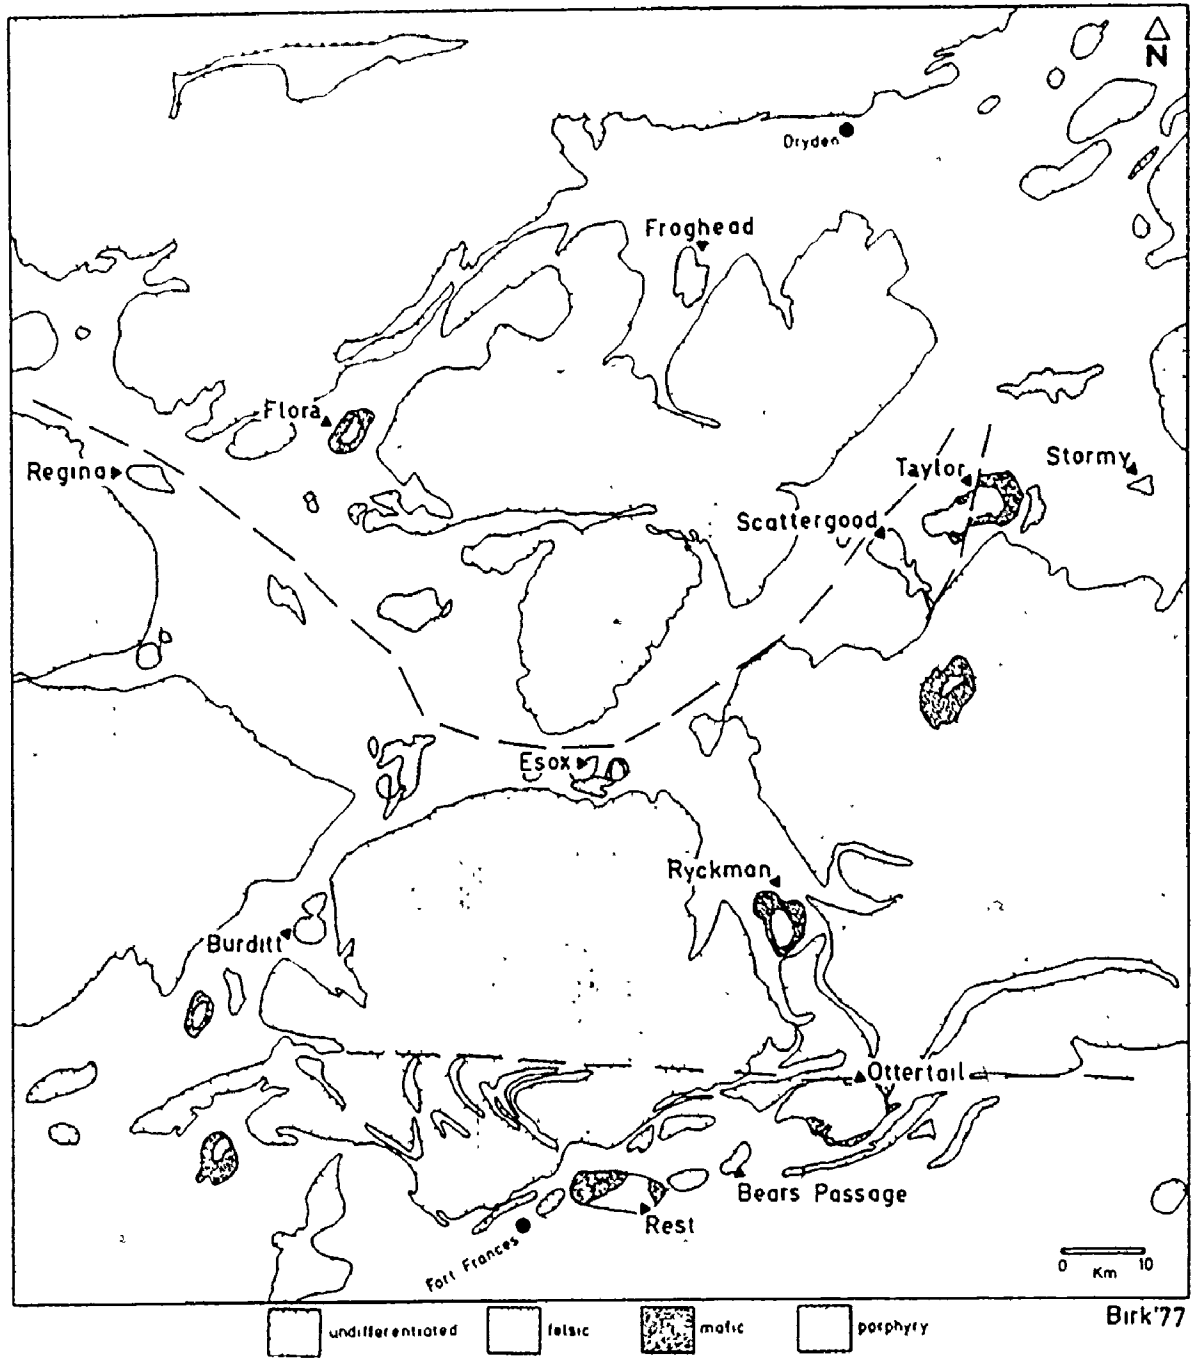 N
Dryden
Froghead
Flora
Regina
Taylor
Stormy
Scattergood
Esox
Ryckman
Burditt
Ottertail
Bears Passage
Rest
Fort Frances
0 10
Km
Birk'77
undifferentiated felsic mafic porphyry